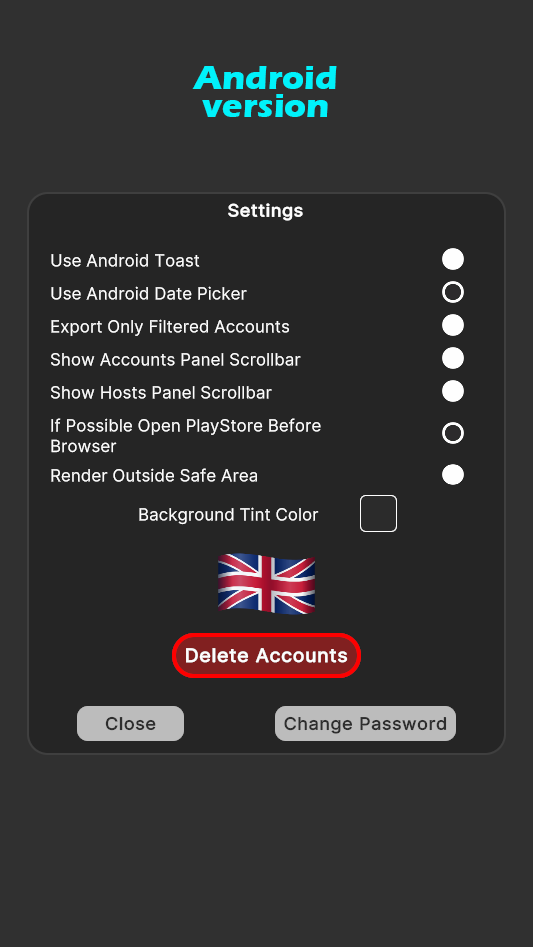 Android
version
Settings
Use Android Toast
Use Android Date Picker
Export Only Filtered Accounts
Show Accounts Panel Scrollbar
Show Hosts Panel Scrollbar
If Possible Open PlayStore Before
Browser
Render Outside Safe Area
Background Tint Color
Delete Accounts
Close
Change Password